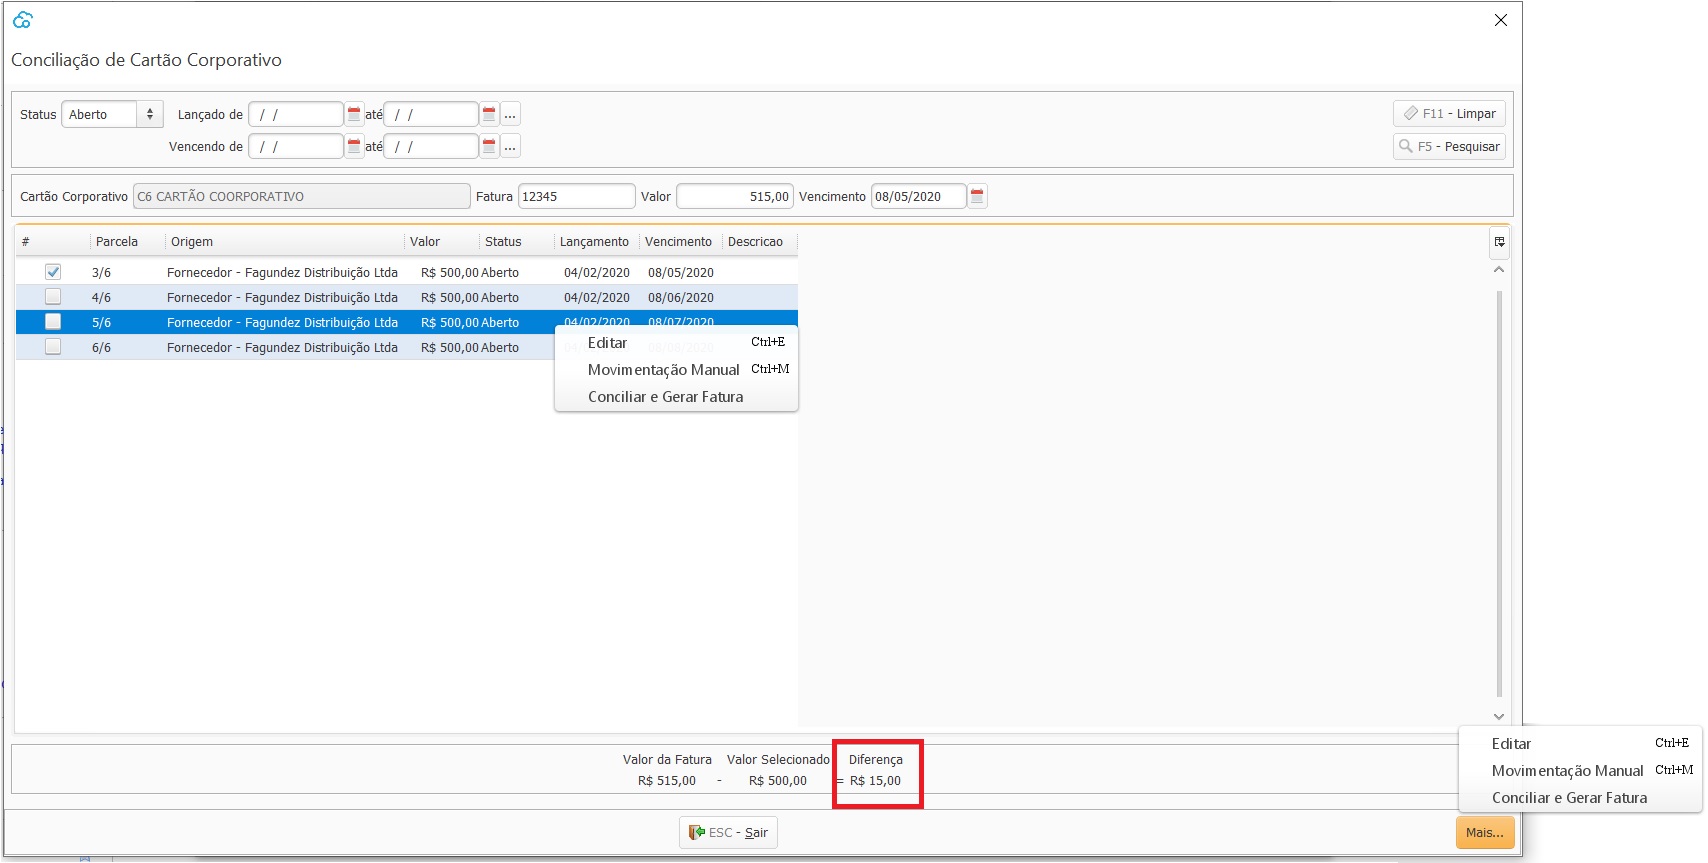 Conciliação de Cartão Corporativo
Status Aberto Lançado de / / até / / ... F11 - Limpar
Vencendo de / / até / / ... F5 - Pesquisar
Cartão Corporativo C6 CARTÃO COORPORATIVO Fatura 12345 Valor 515,00 Vencimento 08/05/2020
# Parcela Origem Valor Status Lançamento Vencimento Descricao
3/6 Fornecedor - Fagundez Distribuição Ltda R$ 500,00 Aberto 04/02/2020 08/05/2020
4/6 Fornecedor - Fagundez Distribuição Ltda R$ 500,00 Aberto 04/02/2020 08/06/2020
5/6 Fornecedor - Fagundez Distribuição Ltda R$ 500,00 Aberto 04/02/2020 08/07/2020
6/6 Fornecedor - Fagundez Distribuição Ltda R$ 500,00 Aberto
Editar Ctrl+E
Movimentação Manual Ctrl+M
Conciliar e Gerar Fatura
Valor da Fatura Valor Selecionado Diferença
R$ 515,00 - R$ 500,00 = R$ 15,00
Editar Ctrl+E
Movimentação Manual Ctrl+M
Conciliar e Gerar Fatura
ESC - Sair Mais...